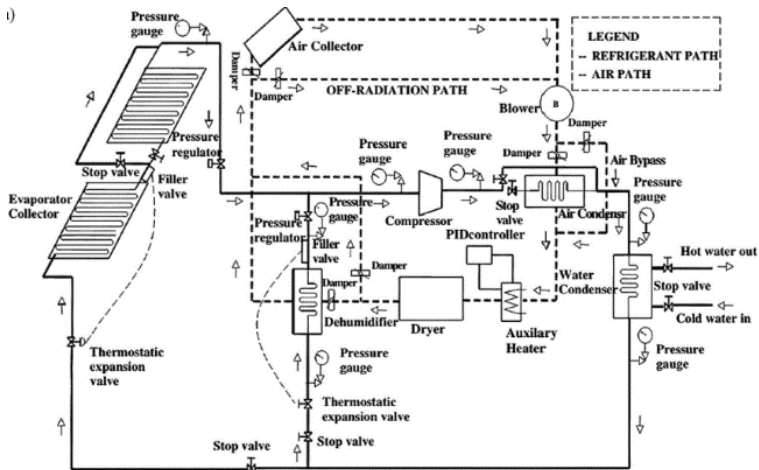 a)
Pressure
gauge
Air Collector
Damper
Damper
OFF-RADIATION PATH
LEGEND
-- REFRIGERANT PATH
-- AIR PATH
Blower
B
Damper
Damper
Air Bypass
Pressure
regulator
Stop valve
Filler
valve
Evaporator
Collector
Pressure
gauge
Pressure
gauge
Compressor
Stop
valve
Air Condensr
Pressure
gauge
Pressure
gauge
Pressure
regulator
Filler
valve
Damper
PIDcontroller
Water
Condenser
Hot water out
Stop valve
Cold water in
Damper
Dehumidifier
Dryer
Auxilary
Heater
Pressure
gauge
Pressure
gauge
Thermostatic
expansion
valve
Thermostatic
expansion valve
Stop valve
Stop valve